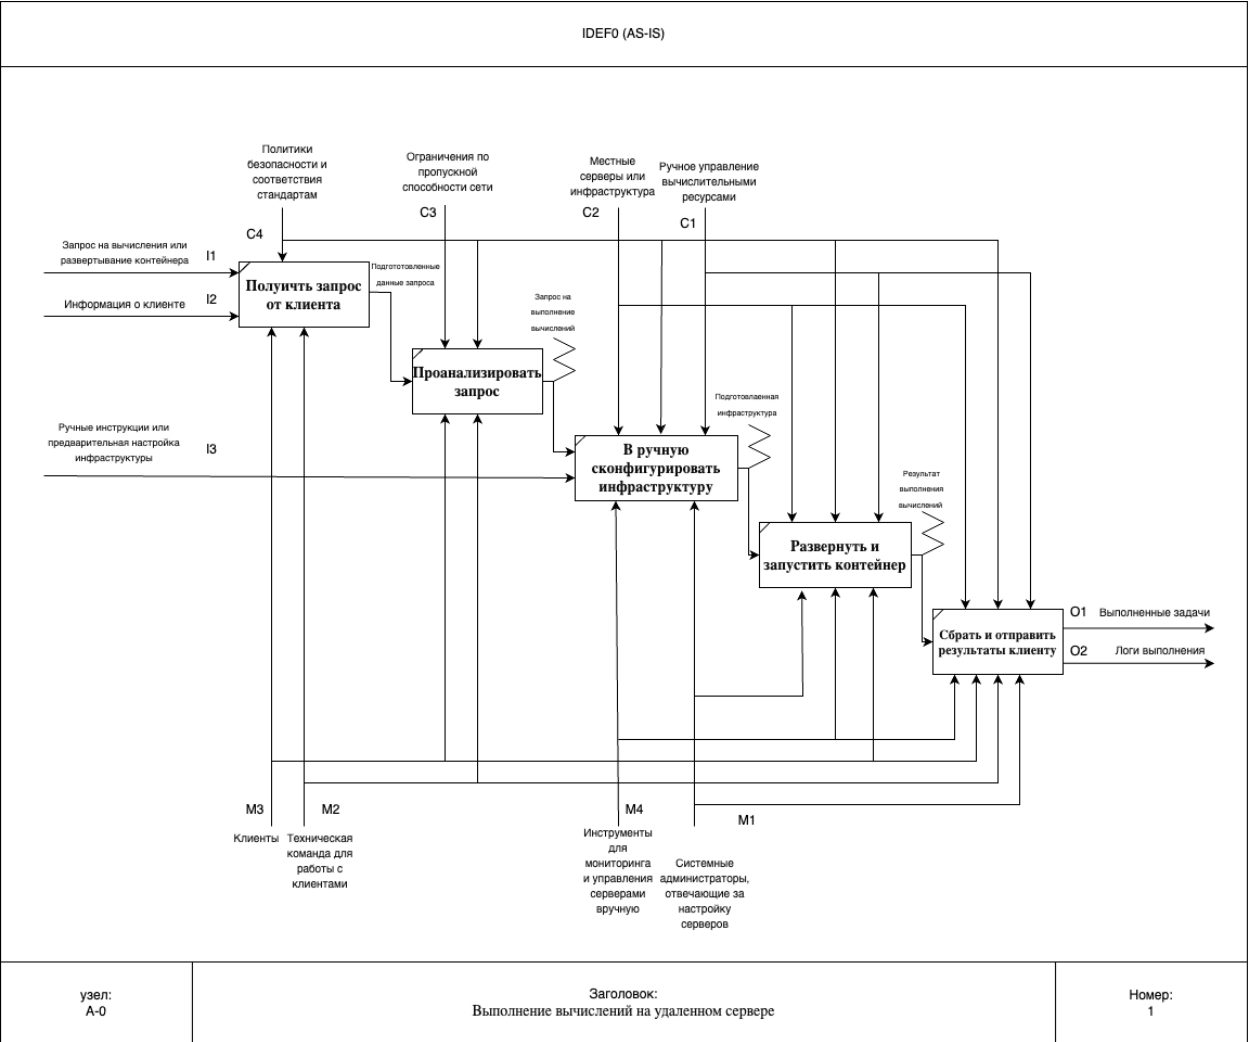 IDEF0 (AS-IS)
Политики
безопасности и
соответствия
стандартам
C4
Ограничения по
пропускной
способности сети
C3
Местные
серверы или
инфраструктура
C2
Ручное управление
вычислительными
ресурсами
C1
Запрос на вычисления или
развертывание контейнера
I1
Информация о клиенте
I2
Полуичть запрос
от клиента
Подгототовленные
данные запроса
Проанализировать
запрос
Запрос на
выполнение
вычислений
Ручные инструкции или
предварительная настройка
инфраструктуры
I3
В ручную
сконфигурировать
инфраструктуру
Подготовлаенная
инфраструктура
Развернуть и
запустить контейнер
Результат
выполнения
вычислений
Сбрать и отправить
результаты клиенту
O1
Выполненные задачи
O2
Логи выполнения
M3
Клиенты
M2
Техническая
команда для
работы с
клиентами
M4
Инструменты
для
мониторинга
и управления
серверами
вручную
M1
Системные
администраторы,
отвечающие за
настройку
серверов
узел:
A-0
Заголовок:
Выполнение вычислений на удаленном сервере
Номер:
1